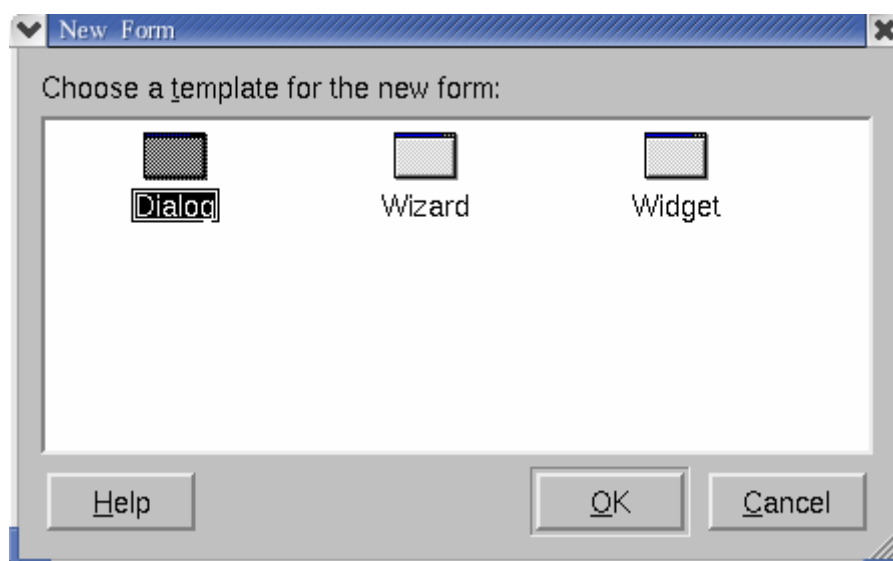 New Form
Choose a template for the new form:
Dialog Wizard Widget
Help OK Cancel